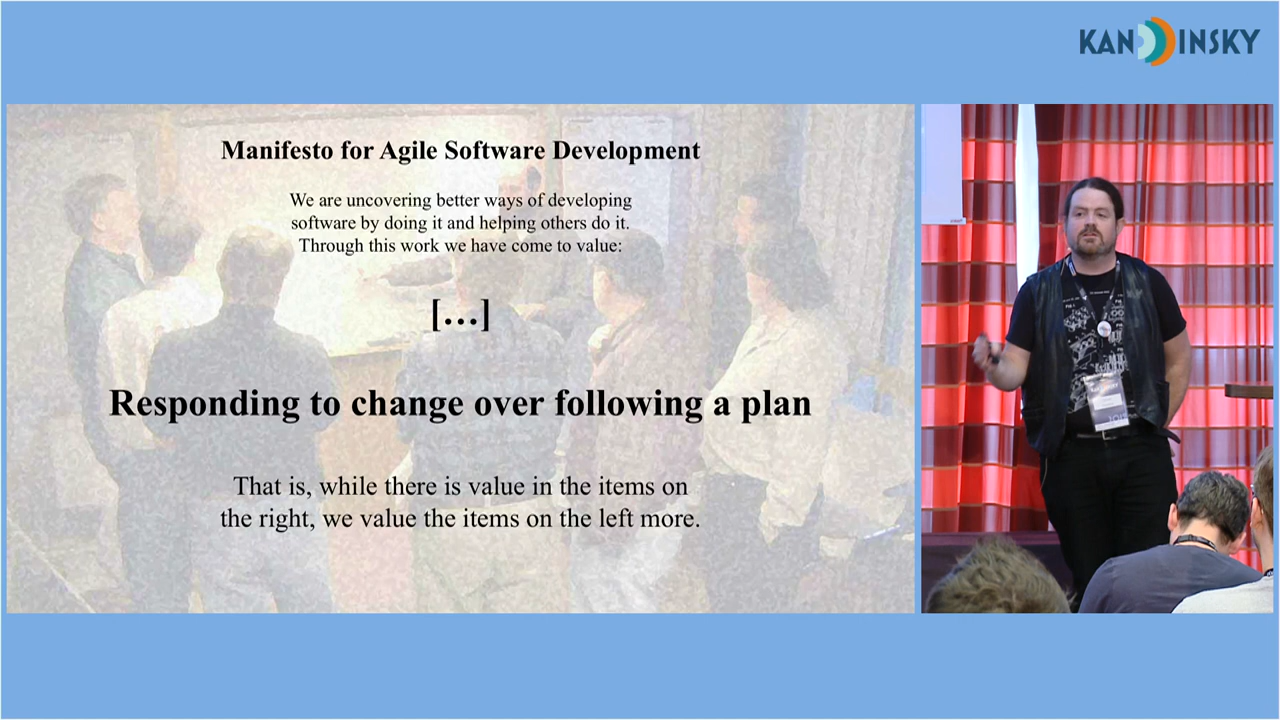 KANDDINSKY
Manifesto for Agile Software Development
We are uncovering better ways of developing
software by doing it and helping others do it.
Through this work we have come to value:
[…]
Responding to change over following a plan
That is, while there is value in the items on
the right, we value the items on the left more.